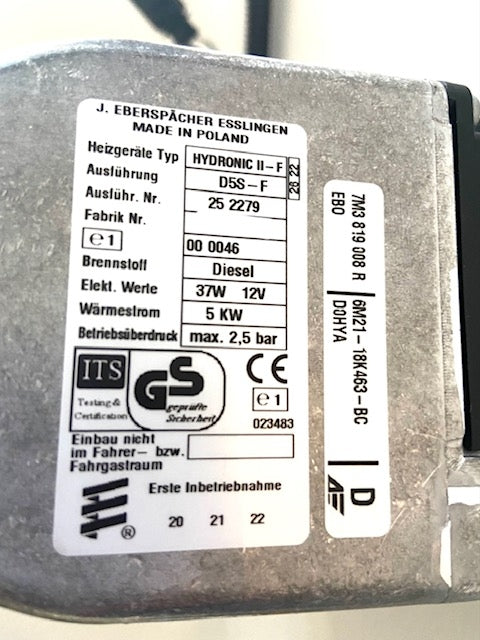 J. EBERSPÄCHER ESSLINGEN
MADE IN POLAND
Heizgeräte Typ HYDRONIC II-F
Ausführung D5S-F
26 22
Ausführ. Nr. 25 2279
Fabrik Nr.
e1 00 0046
Brennstoff Diesel
Elekt. Werte 37W 12V
Wärmestrom 5 KW
Betriebsüberdruck max. 2,5 bar
ITS
Testing &
Certification
GS
geprüfte
Sicherheit
CE
e1
023483
Einbau nicht
im Fahrer- bzw.
Fahrgastraum
Erste Inbetriebnahme
®
20 21 22
7M3 819 008 R
EBO
6M21-18K463-BC
DOHYA
D